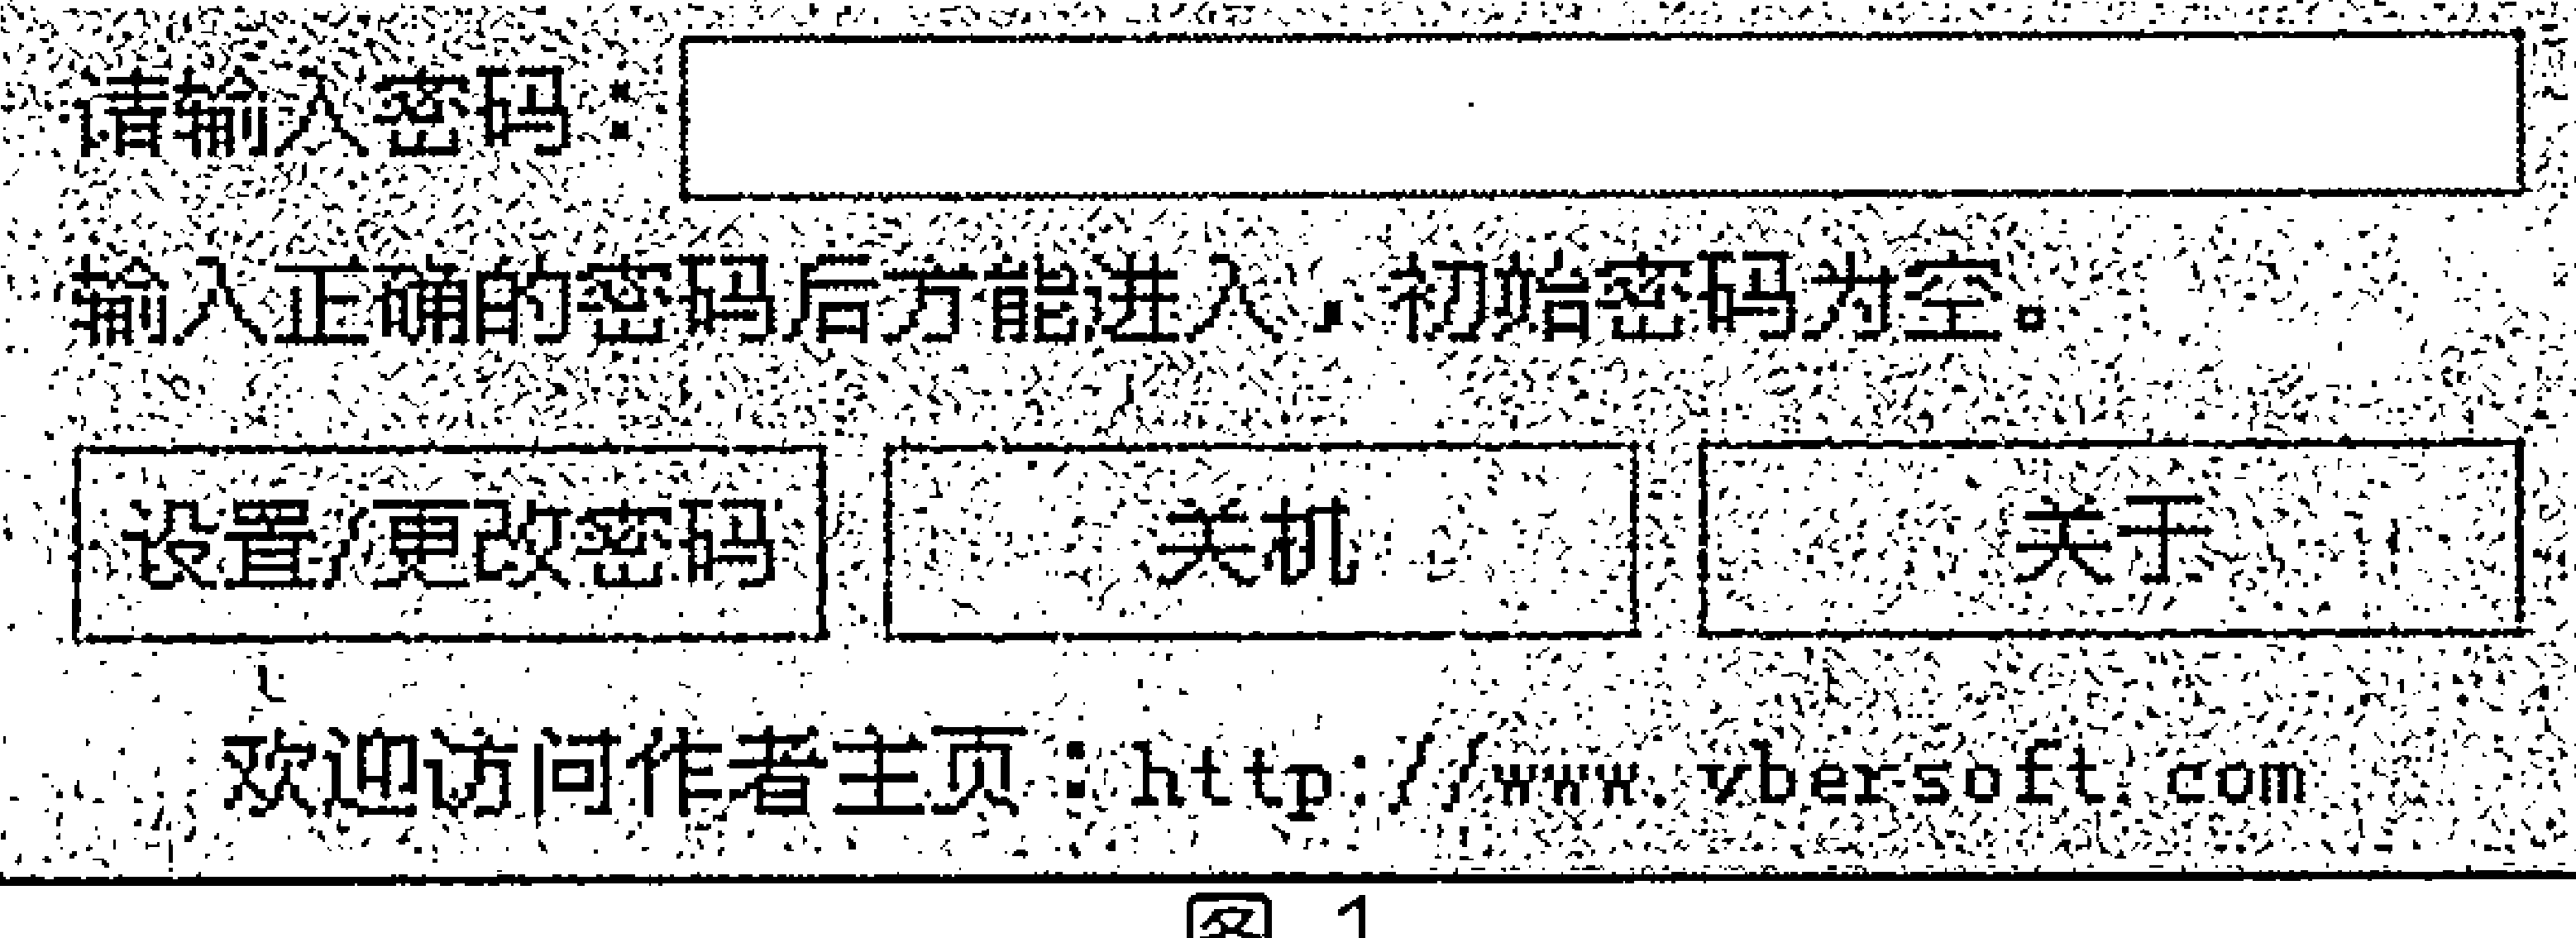 请输入密码：
输入正确的密码后方能进入，初始密码为空。
设置/更改密码 关机 关于
欢迎访问作者主页：http://www.vbersoft.com
图 1